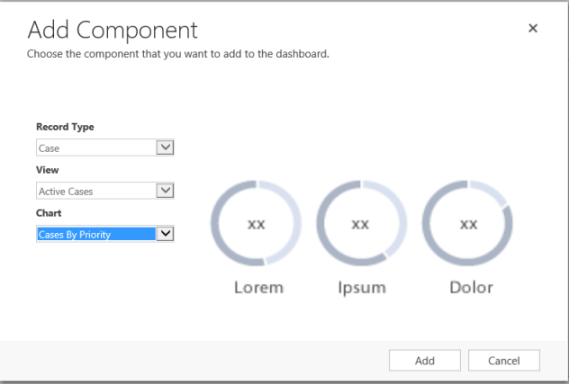 Add Component
Choose the component that you want to add to the dashboard.
Record Type
Case
View
Active Cases
Chart
Cases By Priority
xx xx xx
Lorem Ipsum Dolor
Add Cancel